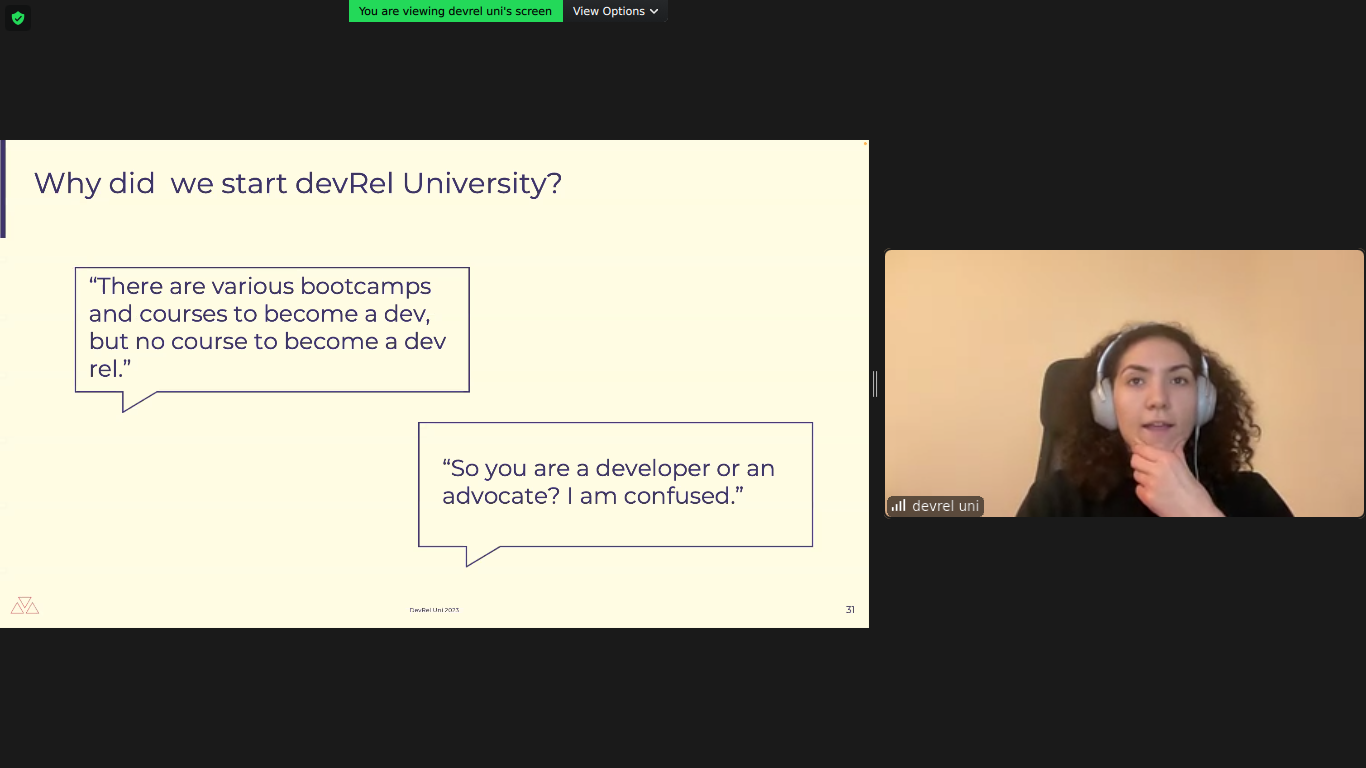 You are viewing devrel uni's screen
View Options
Why did  we start devRel University?
“There are various bootcamps
and courses to become a dev,
but no course to become a dev
rel.”
“So you are a developer or an
advocate? I am confused.”
DevRel Uni 2023
31
devrel uni